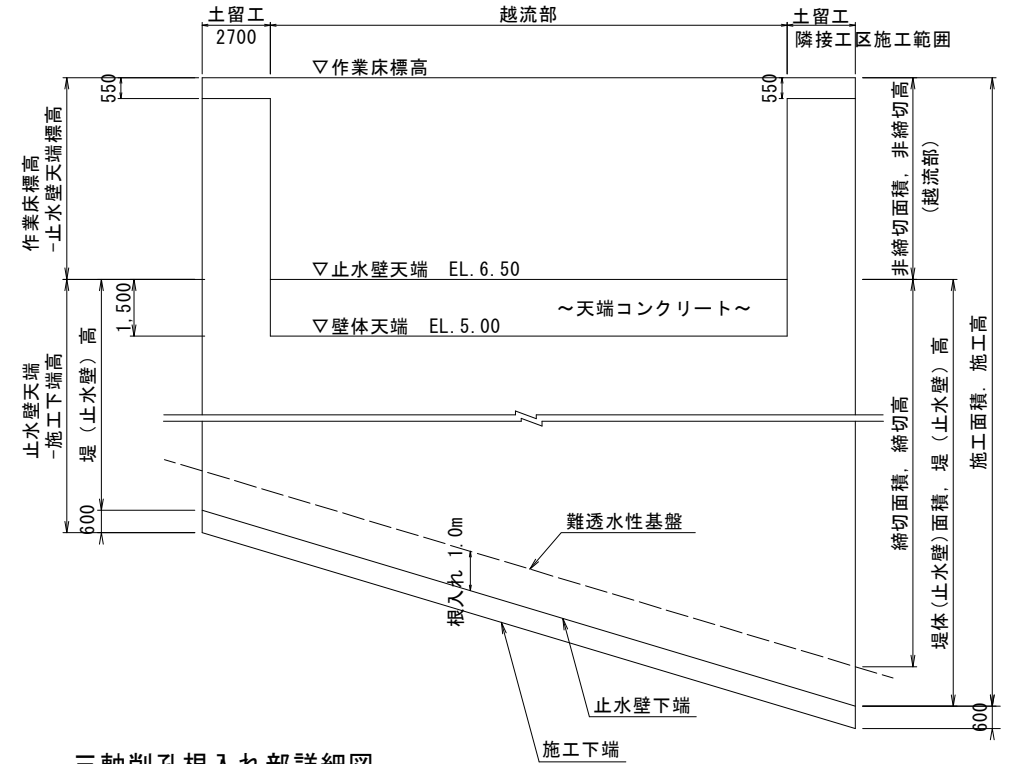 土留工
越流部
土留工
2700
隣接工区施工範囲
▽作業床標高
550
550
作業床標高
-止水壁天端標高
非締切面積, 非締切高
(越流部)
▽止水壁天端 EL.6.50
1,500
～天端コンクリート～
▽壁体天端 EL.5.00
止水壁天端
-施工下端高
堤（止水壁）高
締切面積, 締切高
堤体(止水壁)面積, 堤（止水壁）高
施工面積. 施工高
600
難透水性基盤
根入れ 1.0m
止水壁下端
600
施工下端
三軸削孔根入れ部詳細図